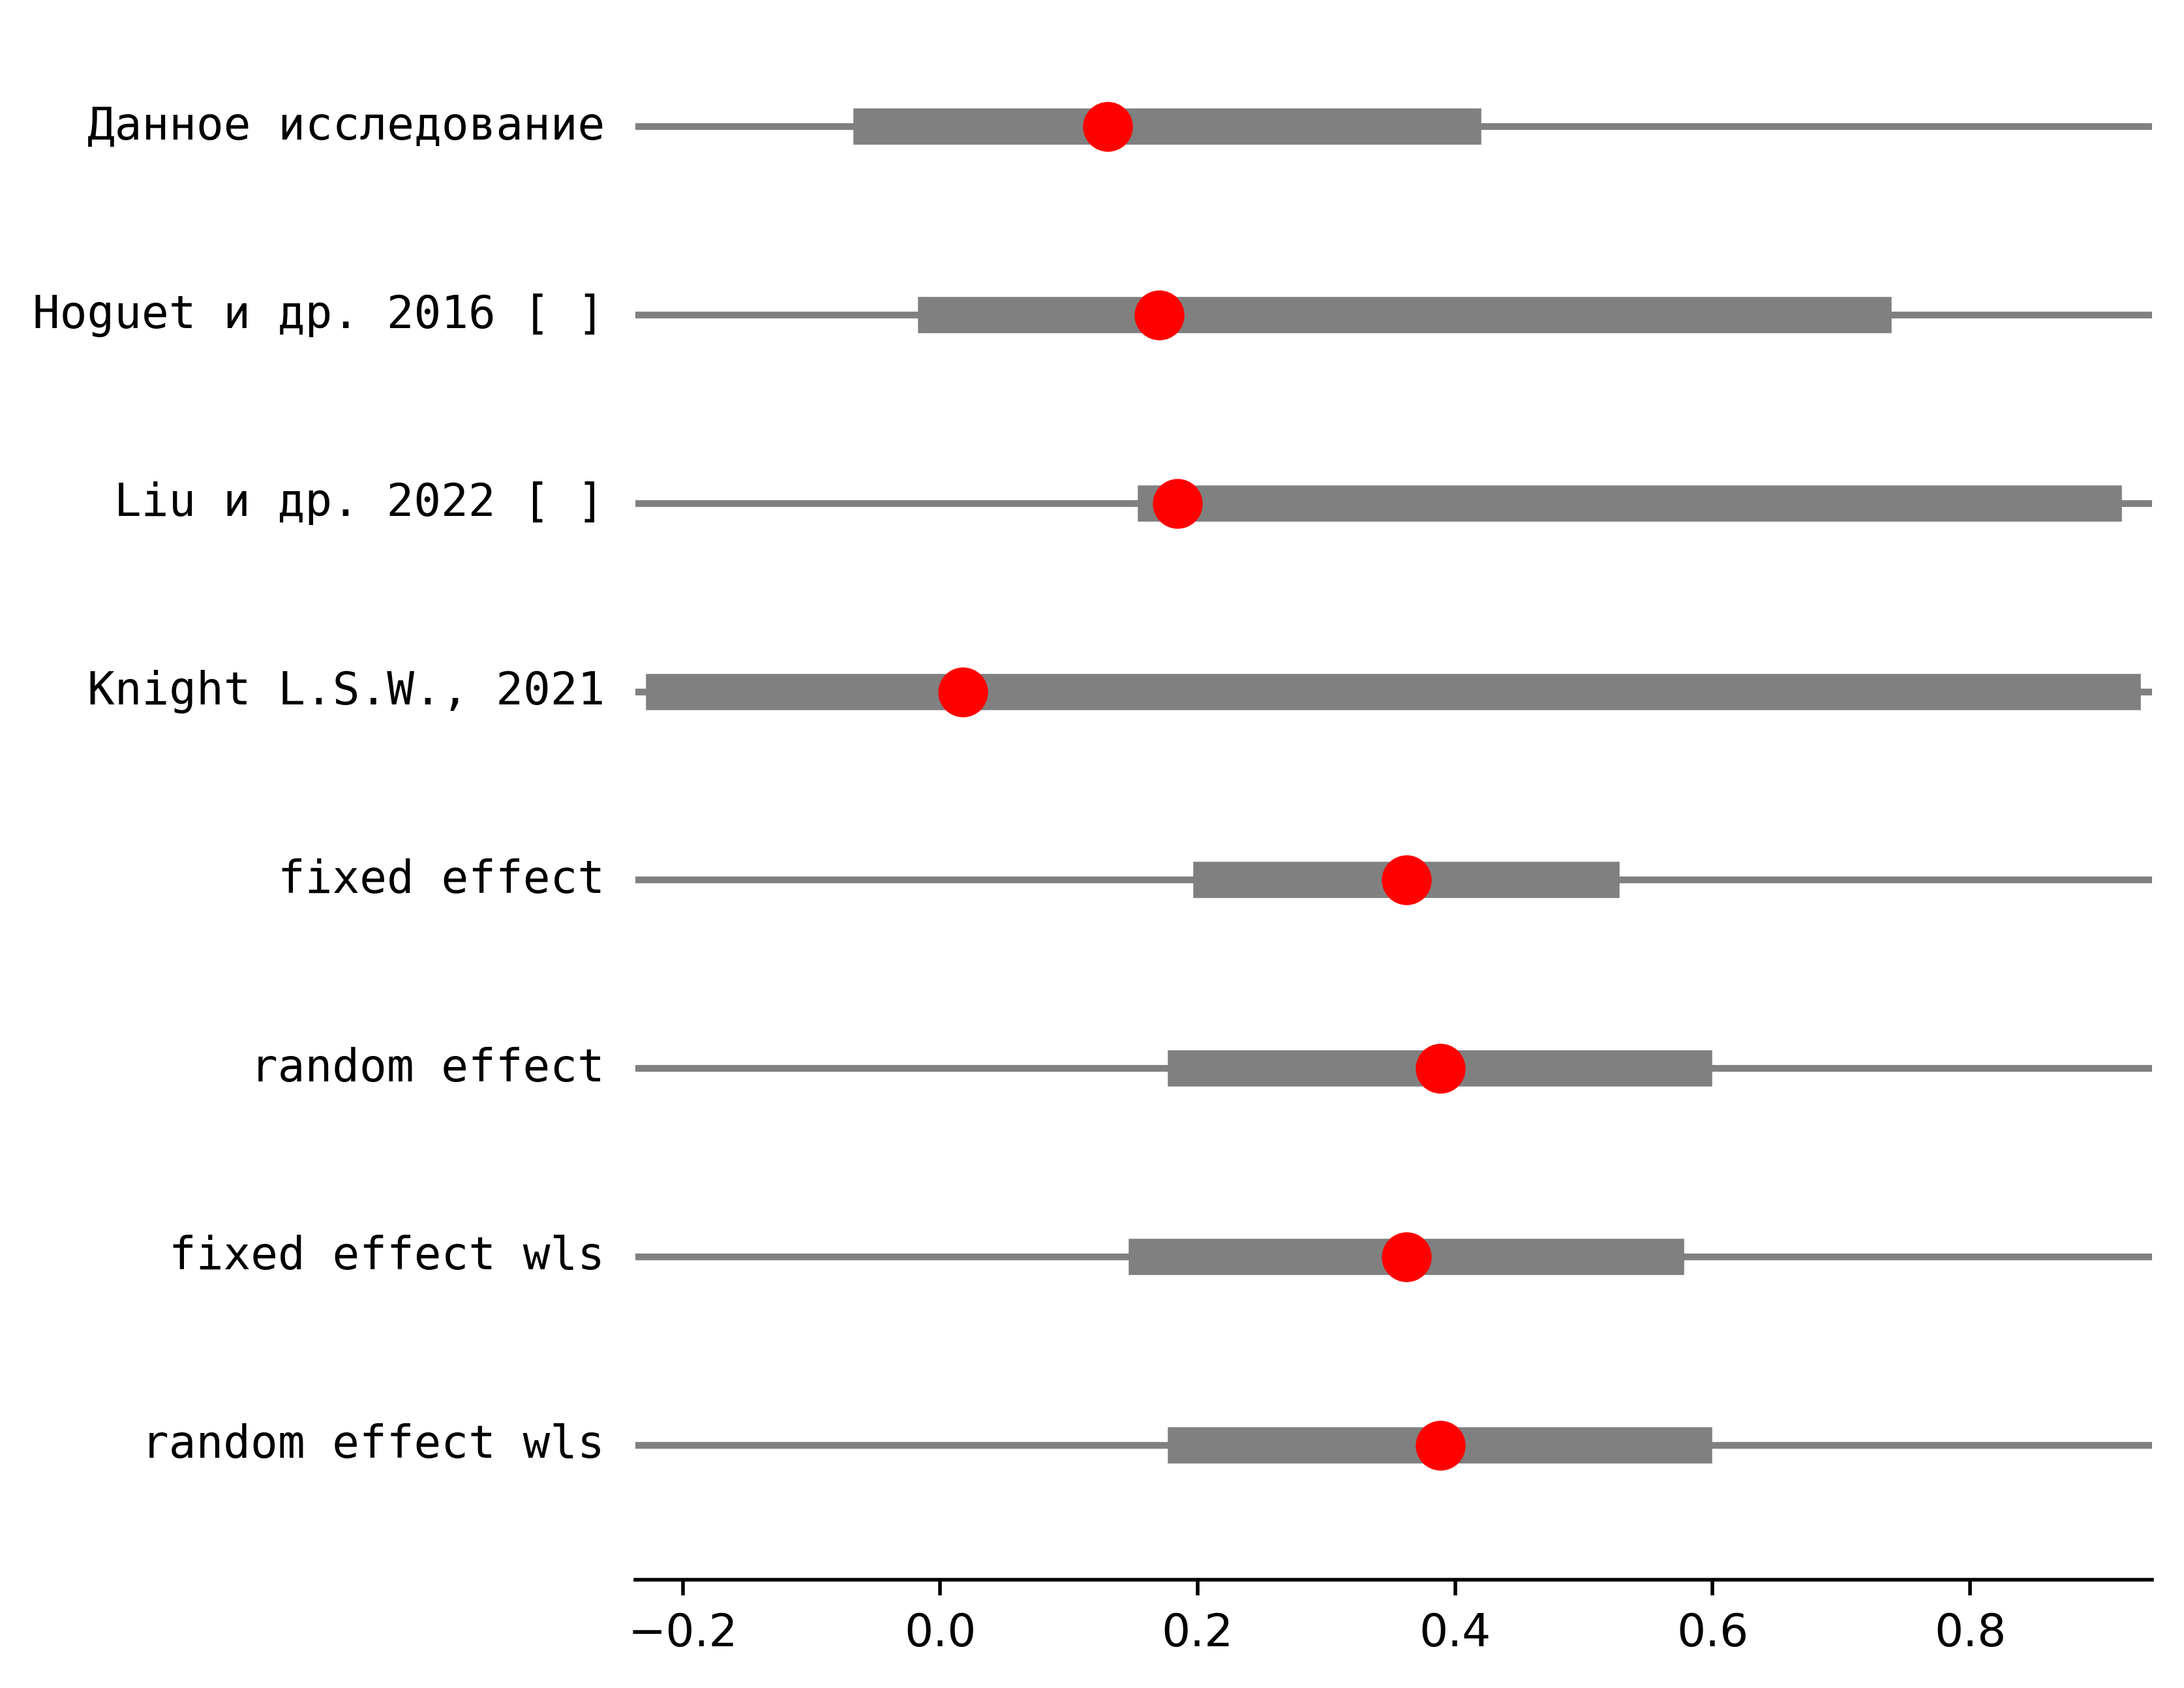 Данное исследование
Hoguet и др. 2016 [ ]
Liu и др. 2022 [ ]
Knight L.S.W., 2021
fixed effect
random effect
fixed effect wls
random effect wls
−0.2 0.0 0.2 0.4 0.6 0.8